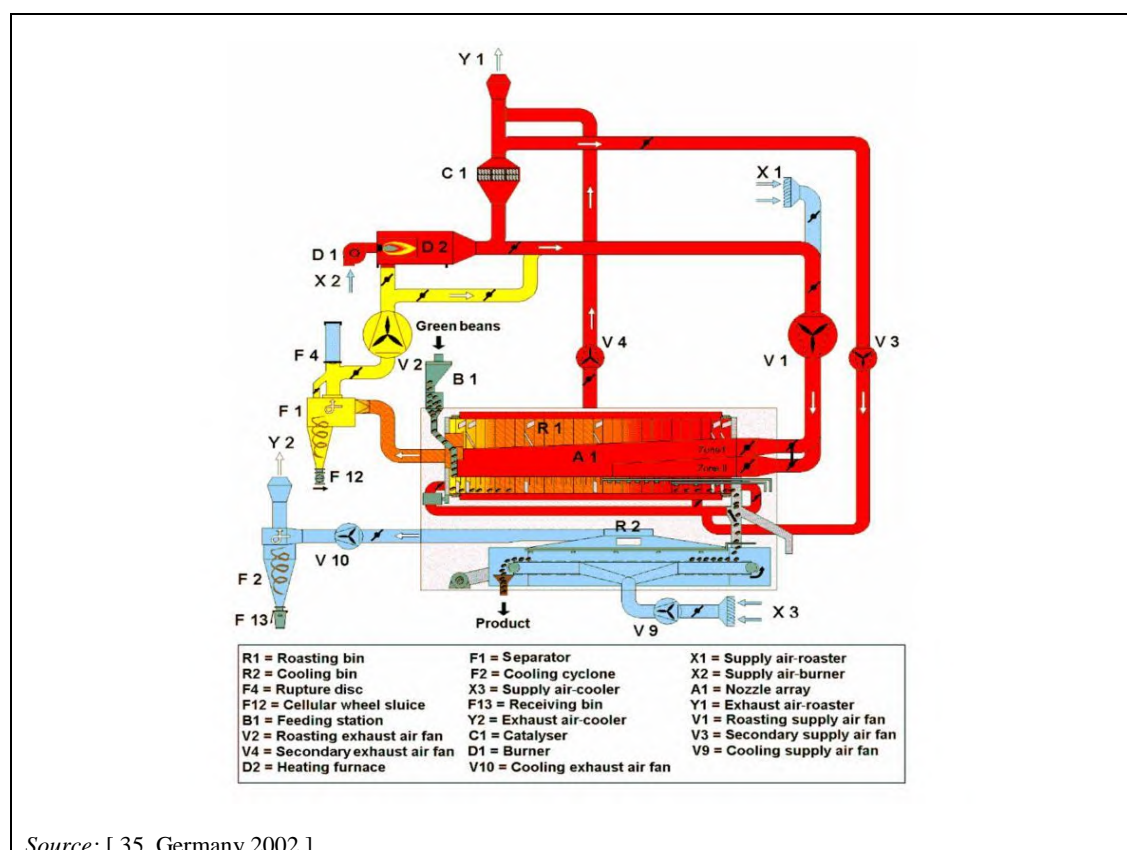 Y 1
C 1
X 1
D 1
D 2
X 2
Green beans
F 4
V 2
B 1
V 4
V 1
V 3
F 1
R 1
Y 2
A 1
F 12
R 2
F 2
V 10
F 13
Product
V 9
X 3
R1 = Roasting bin
R2 = Cooling bin
F4 = Rupture disc
F12 = Cellular wheel sluice
B1 = Feeding station
V2 = Roasting exhaust air fan
V4 = Secondary exhaust air fan
D2 = Heating furnace
F1 = Separator
F2 = Cooling cyclone
X3 = Supply air-cooler
F13 = Receiving bin
Y2 = Exhaust air-cooler
C1 = Catalyser
D1 = Burner
V10 = Cooling exhaust air fan
X1 = Supply air-roaster
X2 = Supply air-burner
A1 = Nozzle array
Y1 = Exhaust air-roaster
V1 = Roasting supply air fan
V3 = Secondary supply air fan
V9 = Cooling supply air fan
Source: [ 35, Germany 2002 ]